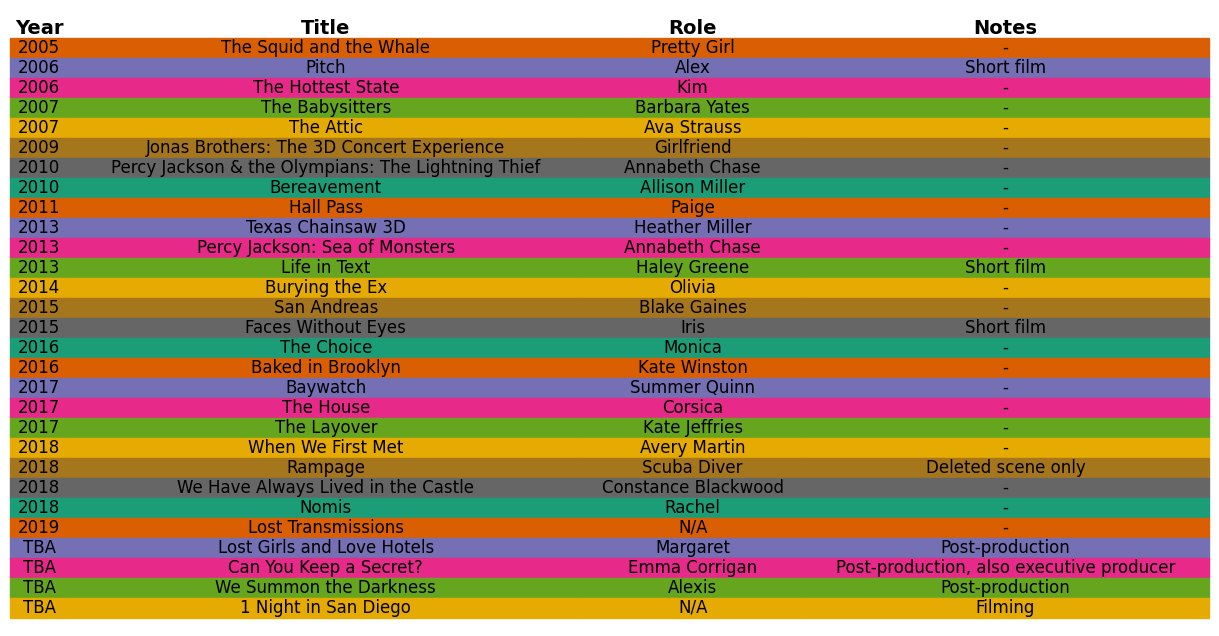 Year Title Role Notes
2005 The Squid and the Whale Pretty Girl -
2006 Pitch Alex Short film
2006 The Hottest State Kim -
2007 The Babysitters Barbara Yates -
2007 The Attic Ava Strauss -
2009 Jonas Brothers: The 3D Concert Experience Girlfriend -
2010 Percy Jackson & the Olympians: The Lightning Thief Annabeth Chase -
2010 Bereavement Allison Miller -
2011 Hall Pass Paige -
2013 Texas Chainsaw 3D Heather Miller -
2013 Percy Jackson: Sea of Monsters Annabeth Chase -
2013 Life in Text Haley Greene Short film
2014 Burying the Ex Olivia -
2015 San Andreas Blake Gaines -
2015 Faces Without Eyes Iris Short film
2016 The Choice Monica -
2016 Baked in Brooklyn Kate Winston -
2017 Baywatch Summer Quinn -
2017 The House Corsica -
2017 The Layover Kate Jeffries -
2018 When We First Met Avery Martin -
2018 Rampage Scuba Diver Deleted scene only
2018 We Have Always Lived in the Castle Constance Blackwood -
2018 Nomis Rachel -
2019 Lost Transmissions N/A -
TBA Lost Girls and Love Hotels Margaret Post-production
TBA Can You Keep a Secret? Emma Corrigan Post-production, also executive producer
TBA We Summon the Darkness Alexis Post-production
TBA 1 Night in San Diego N/A Filming